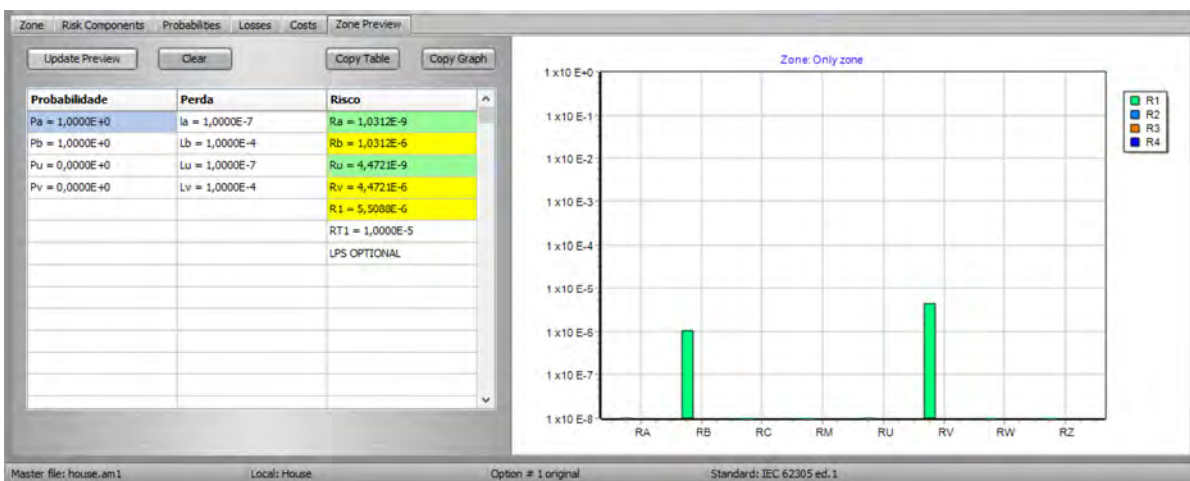 Zone Risk Components Probabilities Losses Costs Zone Preview
Update Preview Clear Copy Table Copy Graph
Probabilidade Perda Risco
Pa = 1,0000E+0 la = 1,0000E-7 Ra = 1,0312E-9
Pb = 1,0000E+0 Lb = 1,0000E-4 Rb = 1,0312E-6
Pu = 0,0000E+0 Lu = 1,0000E-7 Ru = 4,4721E-9
Pv = 0,0000E+0 Lv = 1,0000E-4 Rv = 4,4721E-6
R1 = 5,5088E-6
RT1 = 1,0000E-5
LPS OPTIONAL
Zone: Only zone
1 x10 E+0
1 x10 E-1
1 x10 E-2
1 x10 E-3
1 x10 E-4
1 x10 E-5
1 x10 E-6
1 x10 E-7
1 x10 E-8
RA RB RC RM RU RV RW RZ
R1
R2
R3
R4
Master file: house.am1 Local: House Option # 1 original Standard: IEC 62305 ed.1